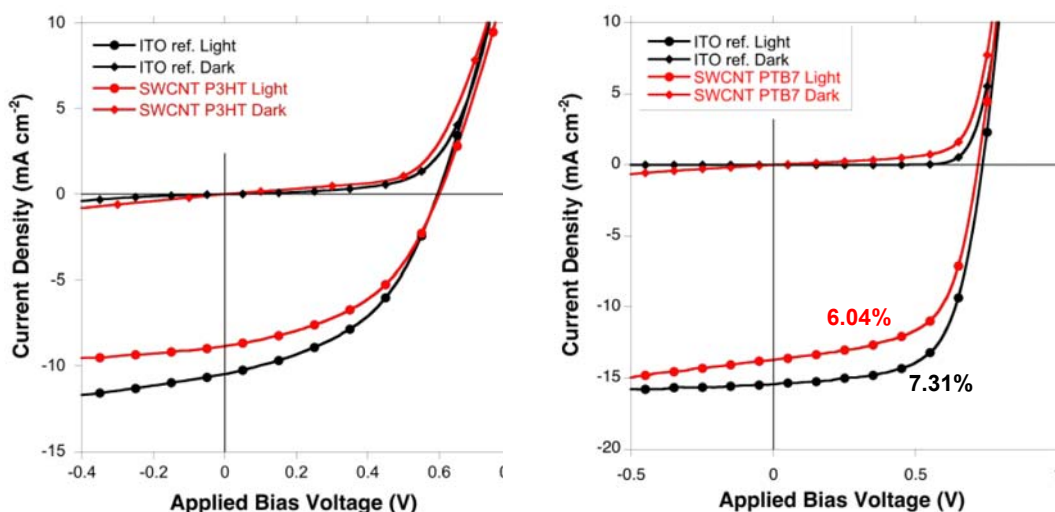 10
5
0
-5
-10
-15
Current Density (mA cm-2)
ITO ref. Light
ITO ref. Dark
SWCNT P3HT Light
SWCNT P3HT Dark
-0.4
-0.2
0
0.2
0.4
0.6
Applied Bias Voltage (V)
10
5
0
-5
-10
-15
-20
Current Density (mA cm-2)
ITO ref. Light
ITO ref. Dark
SWCNT PTB7 Light
SWCNT PTB7 Dark
6.04%
7.31%
-0.5
0
0.5
Applied Bias Voltage (V)